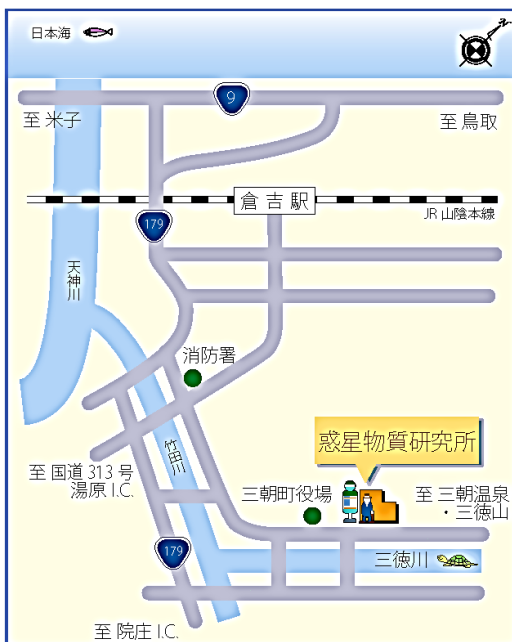 日本海
N
9
至 米子
至 鳥取
倉吉駅
JR 山陰本線
179
天神川
消防署
竹田川
惑星物質研究所
至 国道 313 号
湯原 I.C.
三朝町役場
至 三朝温泉
・三徳山
179
三徳川
至 院庄 I.C.